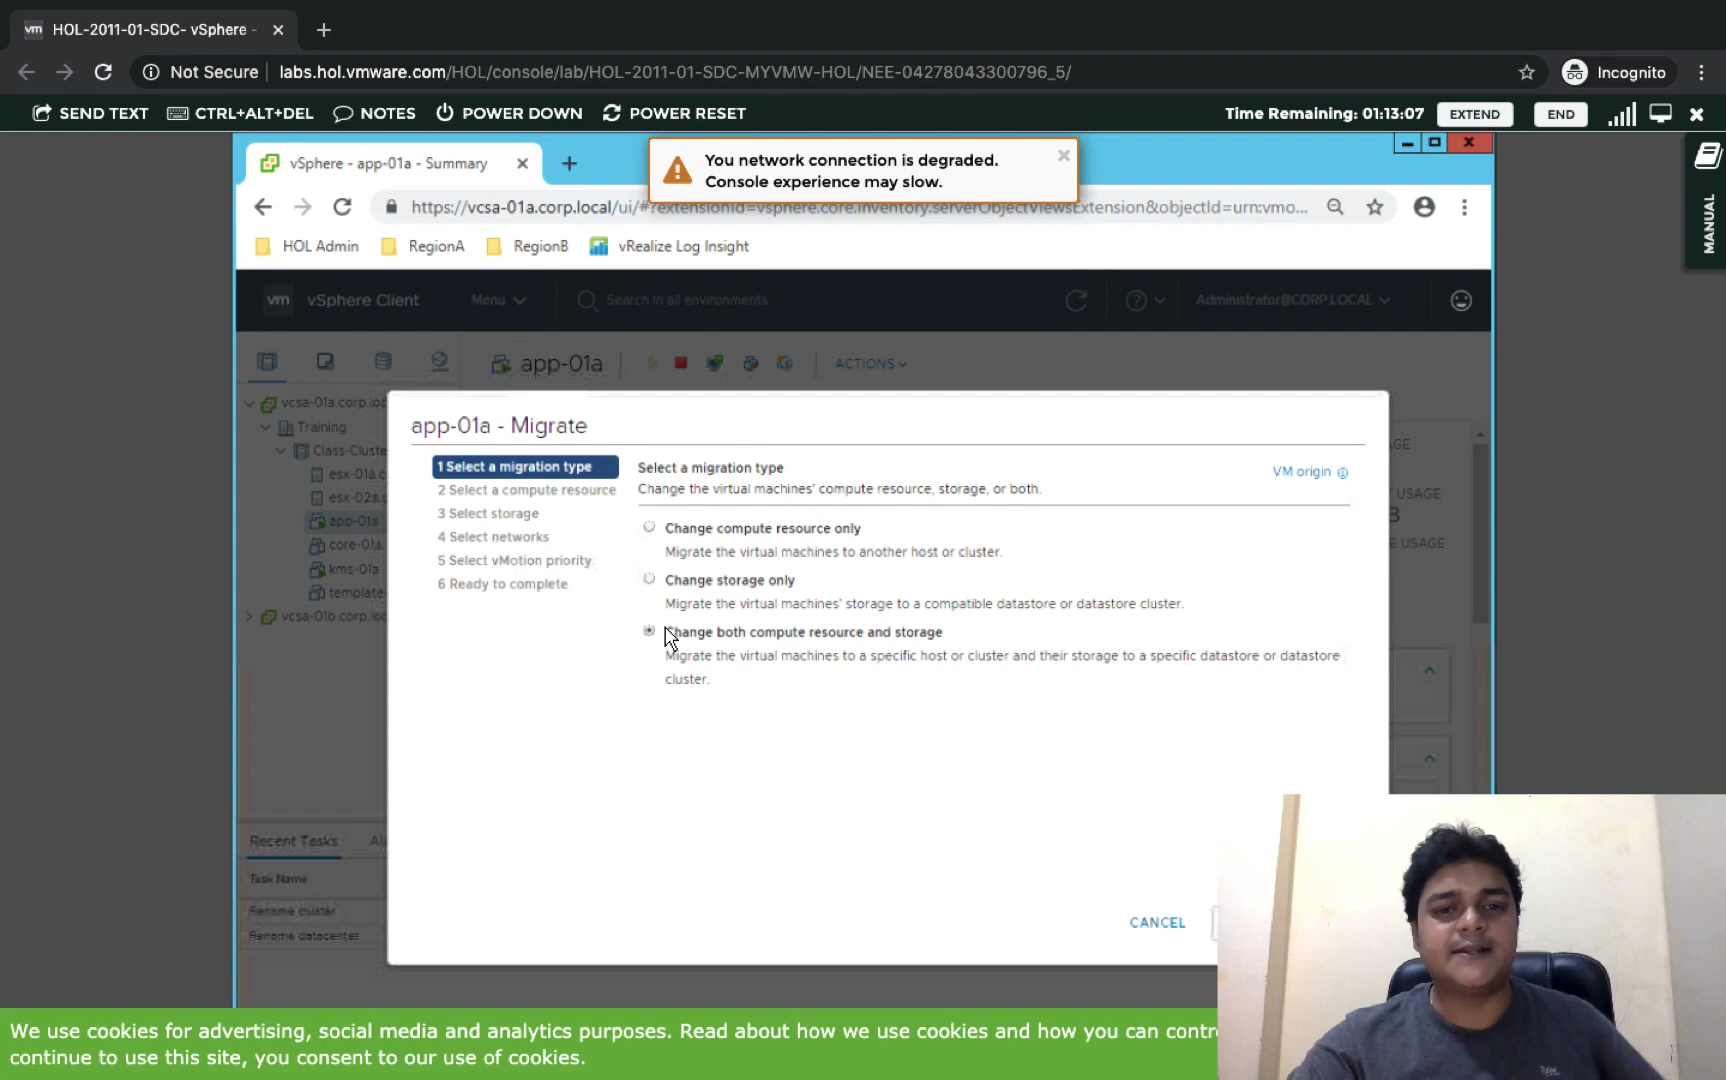 vm HOL-2011-01-SDC- vSphere -
Not Secure labs.hol.vmware.com/HOL/console/lab/HOL-2011-01-SDC-MYVMW-HOL/NEE-04278043300796_5/ Incognito
SEND TEXT CTRL+ALT+DEL NOTES POWER DOWN POWER RESET Time Remaining: 01:13:07 EXTEND END
MANUAL
vSphere - app-01a - Summary
You network connection is degraded.
Console experience may slow.
https://vcsa-01a.corp.local/ui/#?extensionId=vsphere.core.inventory.serverObjectViewsExtension&objectId=urn:vmo...
HOL Admin RegionA RegionB vRealize Log Insight
vm vSphere Client Menu Search in all environments Administrator@CORP.LOCAL
app-01a ACTIONS
vcsa-01a.corp.loc
Training
Class-Cluste
esx-01a.c
esx-02a.c
app-01a
core-01a
kms-01a
template
vcsa-01b.corp.loc
app-01a - Migrate
1 Select a migration type
2 Select a compute resource
3 Select storage
4 Select networks
5 Select vMotion priority
6 Ready to complete
Select a migration type
Change the virtual machines' compute resource, storage, or both.
VM origin
Change compute resource only
Migrate the virtual machines to another host or cluster.
Change storage only
Migrate the virtual machines' storage to a compatible datastore or datastore cluster.
Change both compute resource and storage
Migrate the virtual machines to a specific host or cluster and their storage to a specific datastore or datastore
cluster.
GE
USAGE
B
E USAGE
CANCEL
Recent Tasks Al
Task Name
Rename cluster
Rename datacenter
We use cookies for advertising, social media and analytics purposes. Read about how we use cookies and how you can contr
continue to use this site, you consent to our use of cookies.